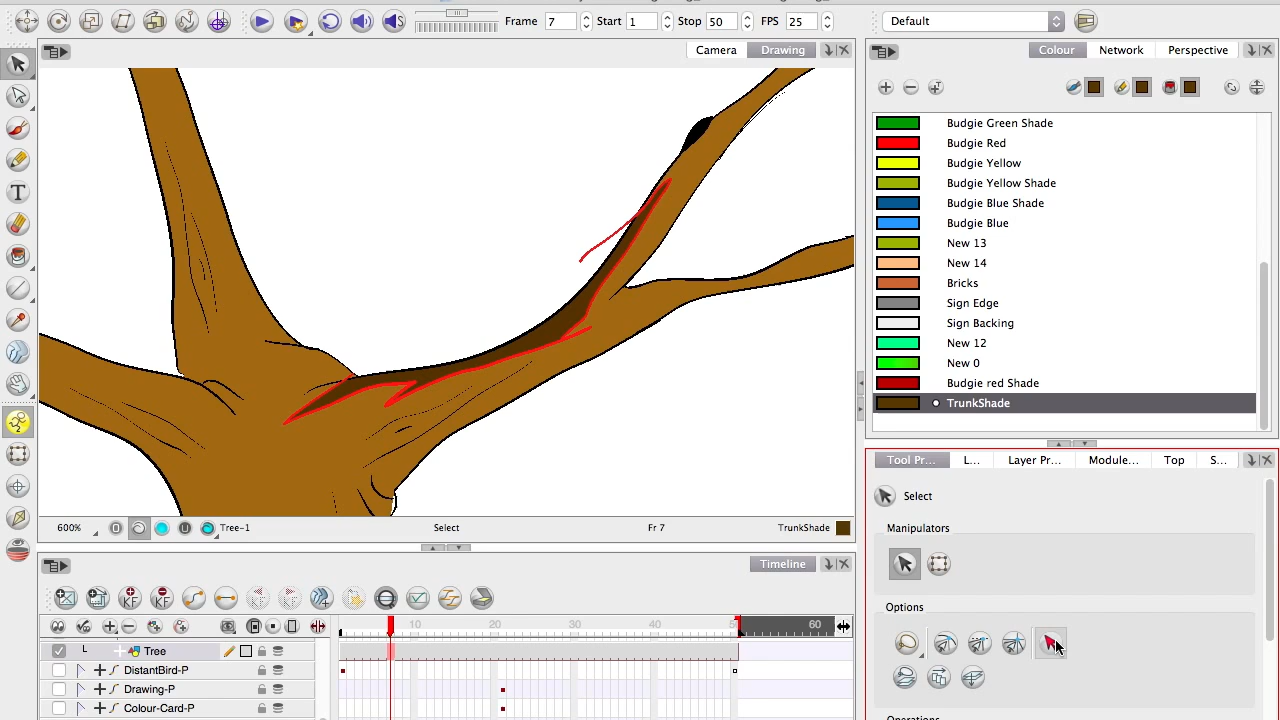 Frame 7 Start 1 Stop 50 FPS 25 Default
Camera Drawing
Colour Network Perspective
Budgie Green Shade
Budgie Red
Budgie Yellow
Budgie Yellow Shade
Budgie Blue Shade
Budgie Blue
New 13
New 14
Bricks
Sign Edge
Sign Backing
New 12
New 0
Budgie red Shade
TrunkShade
600% Tree-1 Select Fr 7 TrunkShade
Tool Pr... L... Layer Pr... Module... Top S...
Select
Manipulators
Options
Timeline
10 20 30 40 60
Tree
DistantBird-P
Drawing-P
Colour-Card-P